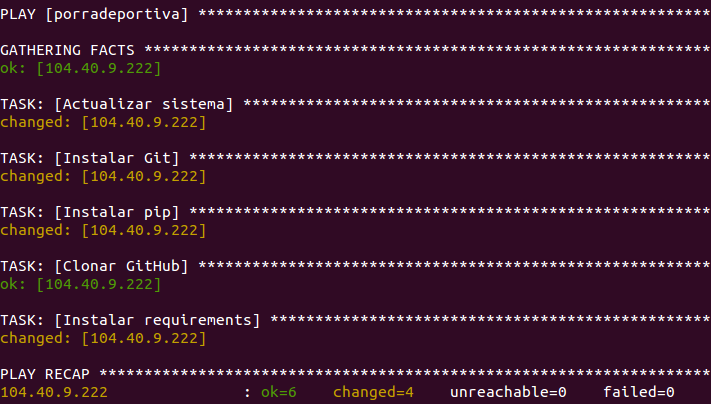 PLAY [porradeportiva] *********************************************************
GATHERING FACTS ***************************************************************
ok: [104.40.9.222]
TASK: [Actualizar sistema] ****************************************************
changed: [104.40.9.222]
TASK: [Instalar Git] **********************************************************
changed: [104.40.9.222]
TASK: [Instalar pip] **********************************************************
changed: [104.40.9.222]
TASK: [Clonar GitHub] *********************************************************
ok: [104.40.9.222]
TASK: [Instalar requirements] *************************************************
changed: [104.40.9.222]
PLAY RECAP ********************************************************************
104.40.9.222               : ok=6    changed=4    unreachable=0    failed=0